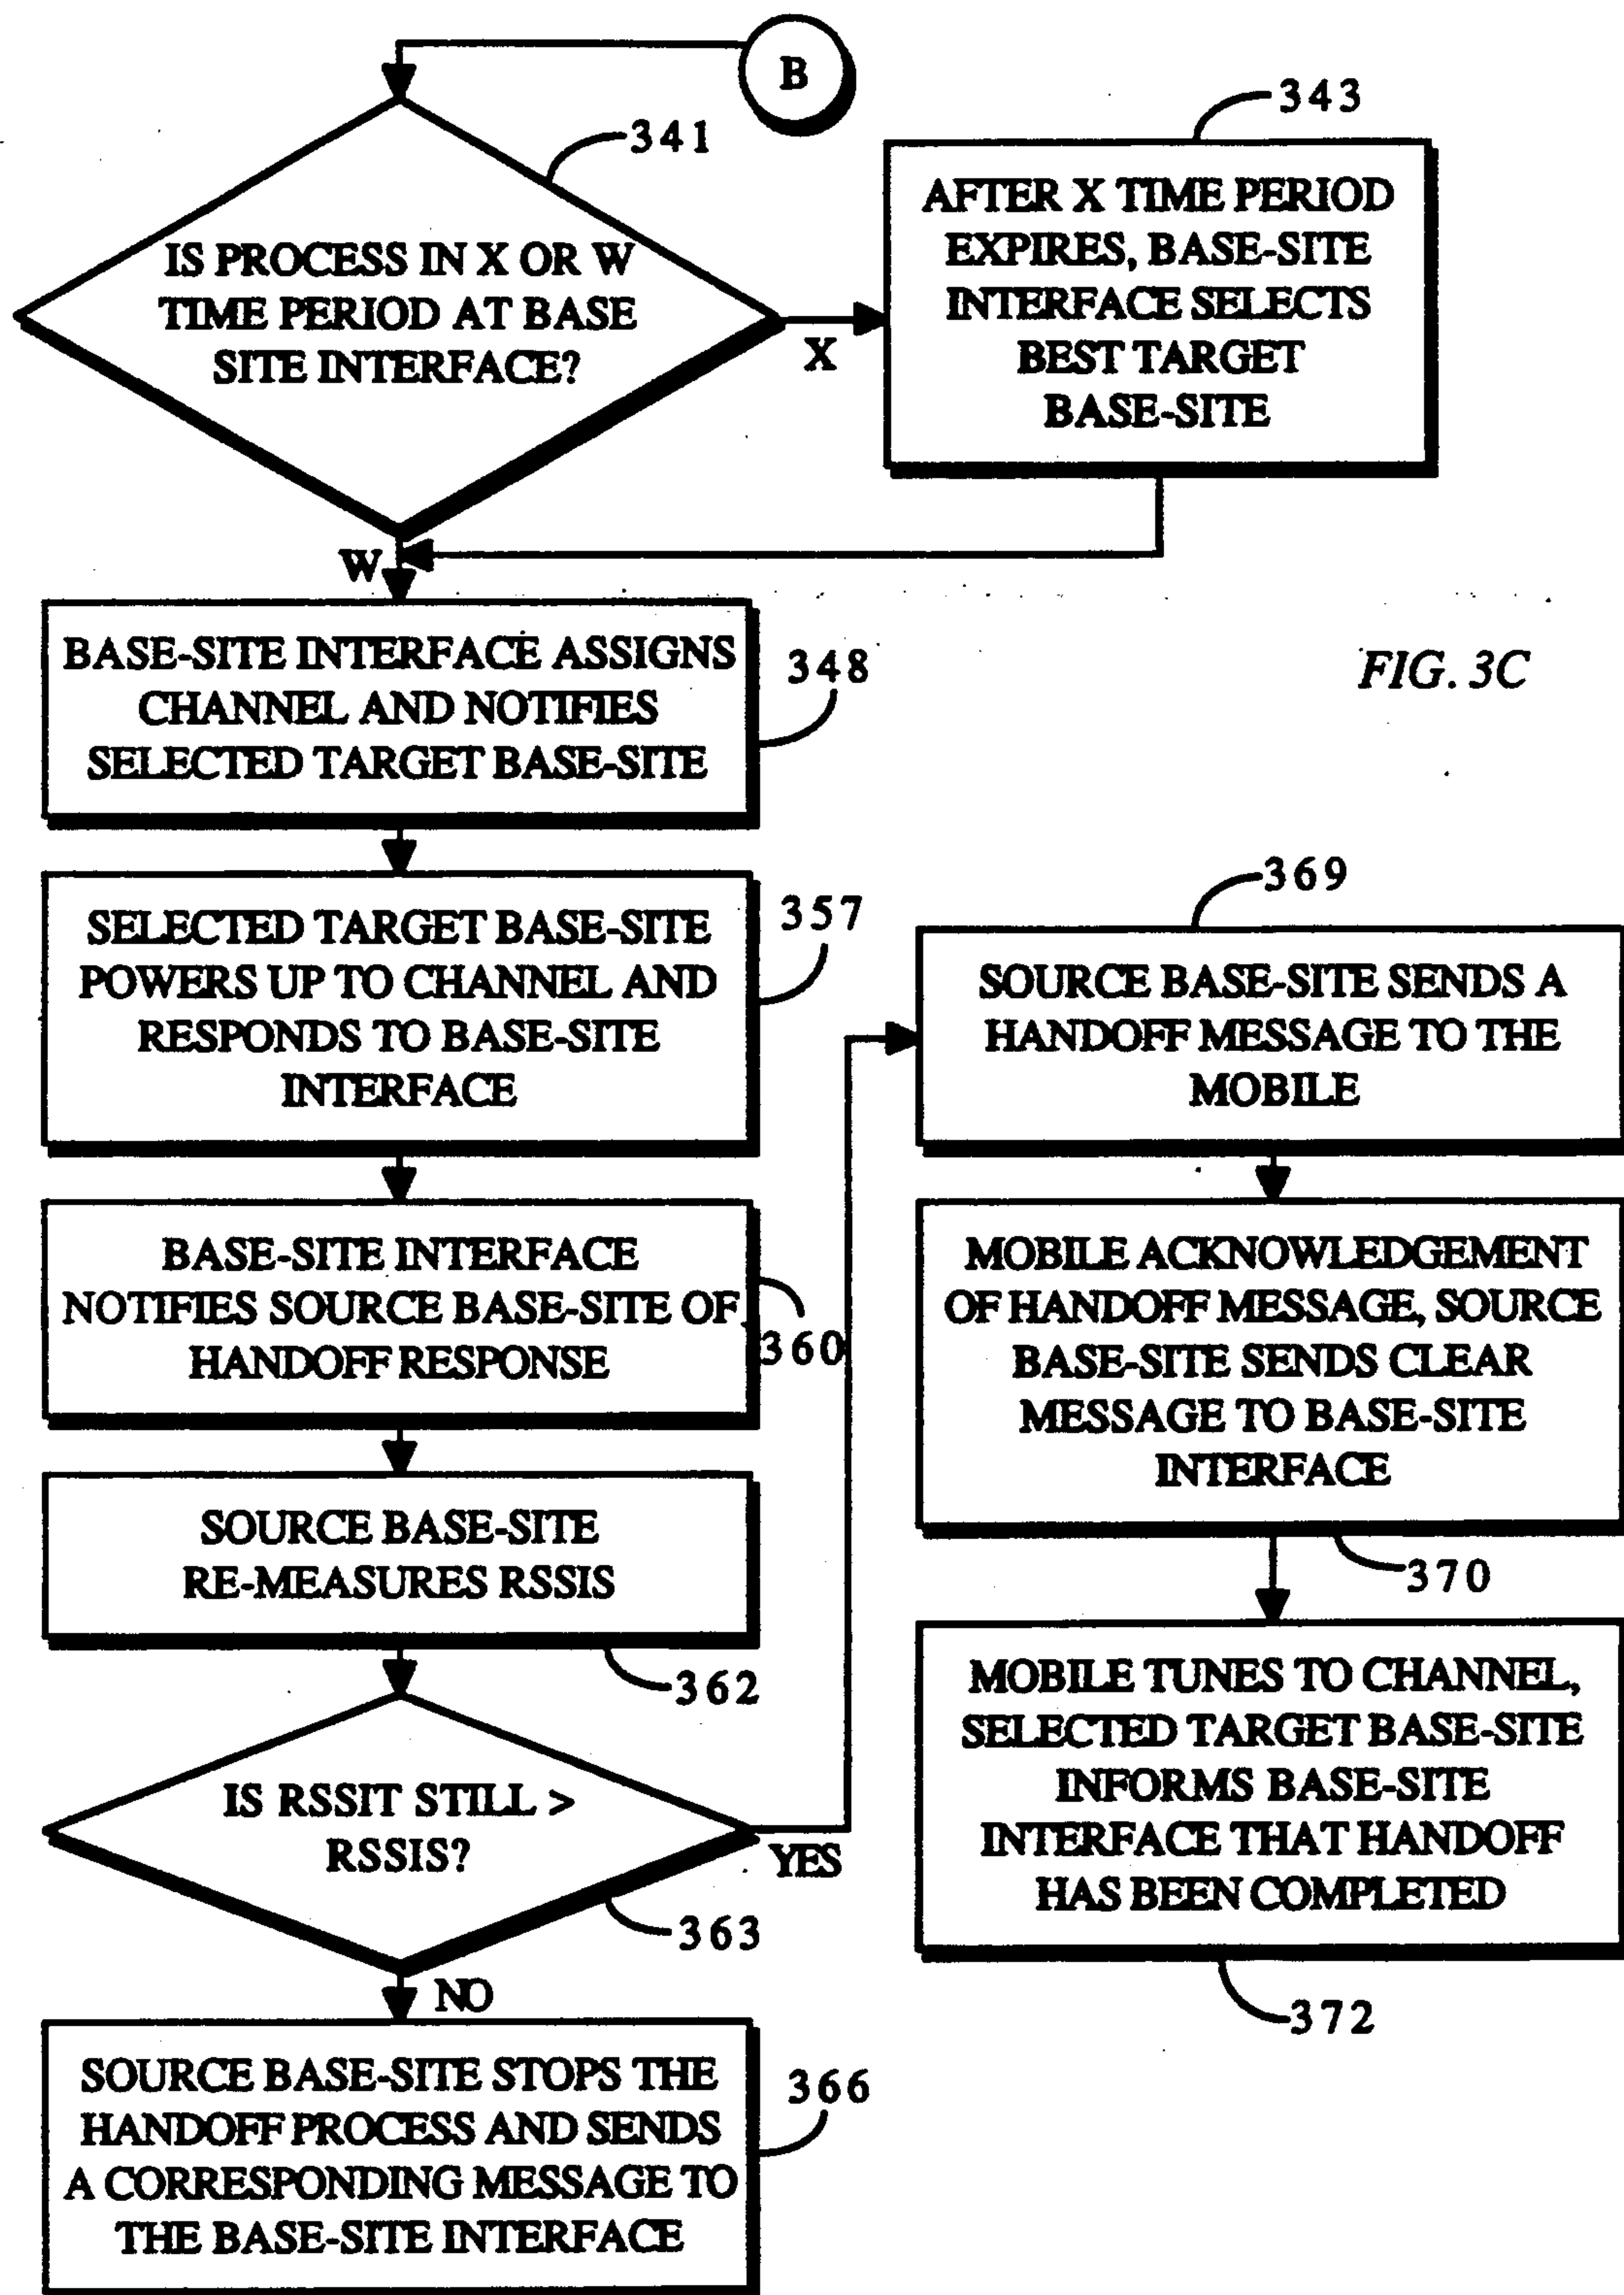 B
341
IS PROCESS IN X OR W
TIME PERIOD AT BASE
SITE INTERFACE?
X
W
343
AFTER X TIME PERIOD
EXPIRES, BASE-SITE
INTERFACE SELECTS
BEST TARGET
BASE-SITE
FIG. 3C
BASE-SITE INTERFACE ASSIGNS
CHANNEL AND NOTIFIES
SELECTED TARGET BASE-SITE
348
SELECTED TARGET BASE-SITE
POWERS UP TO CHANNEL AND
RESPONDS TO BASE-SITE
INTERFACE
357
BASE-SITE INTERFACE
NOTIFIES SOURCE BASE-SITE OF
HANDOFF RESPONSE
360
SOURCE BASE-SITE
RE-MEASURES RSSIS
362
IS RSSIT STILL >
RSSIS?
YES
363
NO
SOURCE BASE-SITE STOPS THE
HANDOFF PROCESS AND SENDS
A CORRESPONDING MESSAGE TO
THE BASE-SITE INTERFACE
366
369
SOURCE BASE-SITE SENDS A
HANDOFF MESSAGE TO THE
MOBILE
MOBILE ACKNOWLEDGEMENT
OF HANDOFF MESSAGE, SOURCE
BASE-SITE SENDS CLEAR
MESSAGE TO BASE-SITE
INTERFACE
370
MOBILE TUNES TO CHANNEL,
SELECTED TARGET BASE-SITE
INFORMS BASE-SITE
INTERFACE THAT HANDOFF
HAS BEEN COMPLETED
372